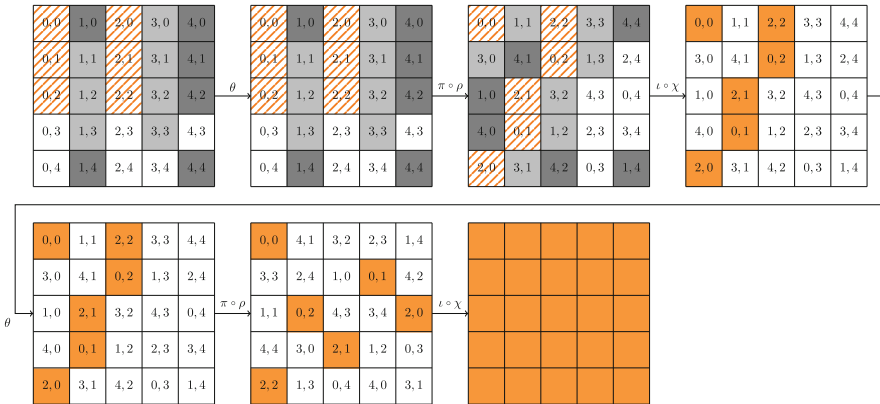 0,0 1,0 2,0 3,0 4,0
0,1 1,1 2,1 3,1 4,1
0,2 1,2 2,2 3,2 4,2
0,3 1,3 2,3 3,3 4,3
0,4 1,4 2,4 3,4 4,4
θ
0,0 1,0 2,0 3,0 4,0
0,1 1,1 2,1 3,1 4,1
0,2 1,2 2,2 3,2 4,2
0,3 1,3 2,3 3,3 4,3
0,4 1,4 2,4 3,4 4,4
π ∘ ρ
0,0 1,1 2,2 3,3 4,4
3,0 4,1 0,2 1,3 2,4
1,0 2,1 3,2 4,3 0,4
4,0 0,1 1,2 2,3 3,4
2,0 3,1 4,2 0,3 1,4
ι ∘ χ
0,0 1,1 2,2 3,3 4,4
3,0 4,1 0,2 1,3 2,4
1,0 2,1 3,2 4,3 0,4
4,0 0,1 1,2 2,3 3,4
2,0 3,1 4,2 0,3 1,4
θ
0,0 1,1 2,2 3,3 4,4
3,0 4,1 0,2 1,3 2,4
1,0 2,1 3,2 4,3 0,4
4,0 0,1 1,2 2,3 3,4
2,0 3,1 4,2 0,3 1,4
π ∘ ρ
0,0 4,1 3,2 2,3 1,4
3,3 2,4 1,0 0,1 4,2
1,1 0,2 4,3 3,4 2,0
4,4 3,0 2,1 1,2 0,3
2,2 1,3 0,4 4,0 3,1
ι ∘ χ